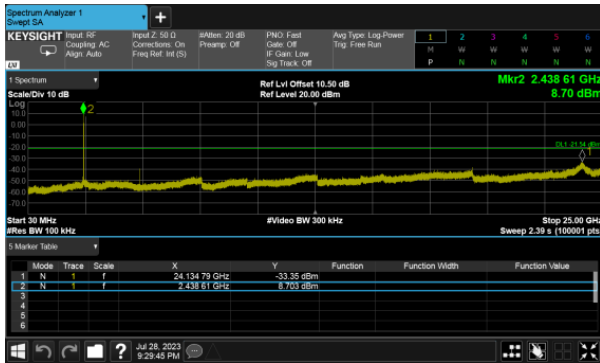 Spectrum Analyzer 1
Swept SA
KEYSIGHT Input: RF
Coupling: AC
Align: Auto
Input Z: 50 Ω
Corrections: On
Freq Ref: Int (S)
#Atten: 20 dB
Preamp: Off
PNO: Fast
Gate: Off
IF Gain: Low
Sig Track: Off
Avg Type: Log-Power
Trig: Free Run
1 2 3 4 5 6
M W W W W W
P N N N N N
LXI
1 Spectrum
Scale/Div 10 dB
Ref Lvl Offset 10.50 dB
Ref Level 20.00 dBm
Mkr2 2.438 61 GHz
8.70 dBm
Log
10.0
0.00
-10.0
-20.0
-30.0
-40.0
-50.0
-60.0
-70.0
2
DL1 -21.54 dBm
1
Start 30 MHz
#Res BW 100 kHz
#Video BW 300 kHz
Stop 25.00 GHz
Sweep 2.39 s (100001 pts)
5 Marker Table
Mode Trace Scale X Y Function Function Width Function Value
1 N 1 f 24.134 79 GHz -33.35 dBm
2 N 1 f 2.438 61 GHz 8.703 dBm
3
4
5
6
?
Jul 28, 2023
9:29:45 PM